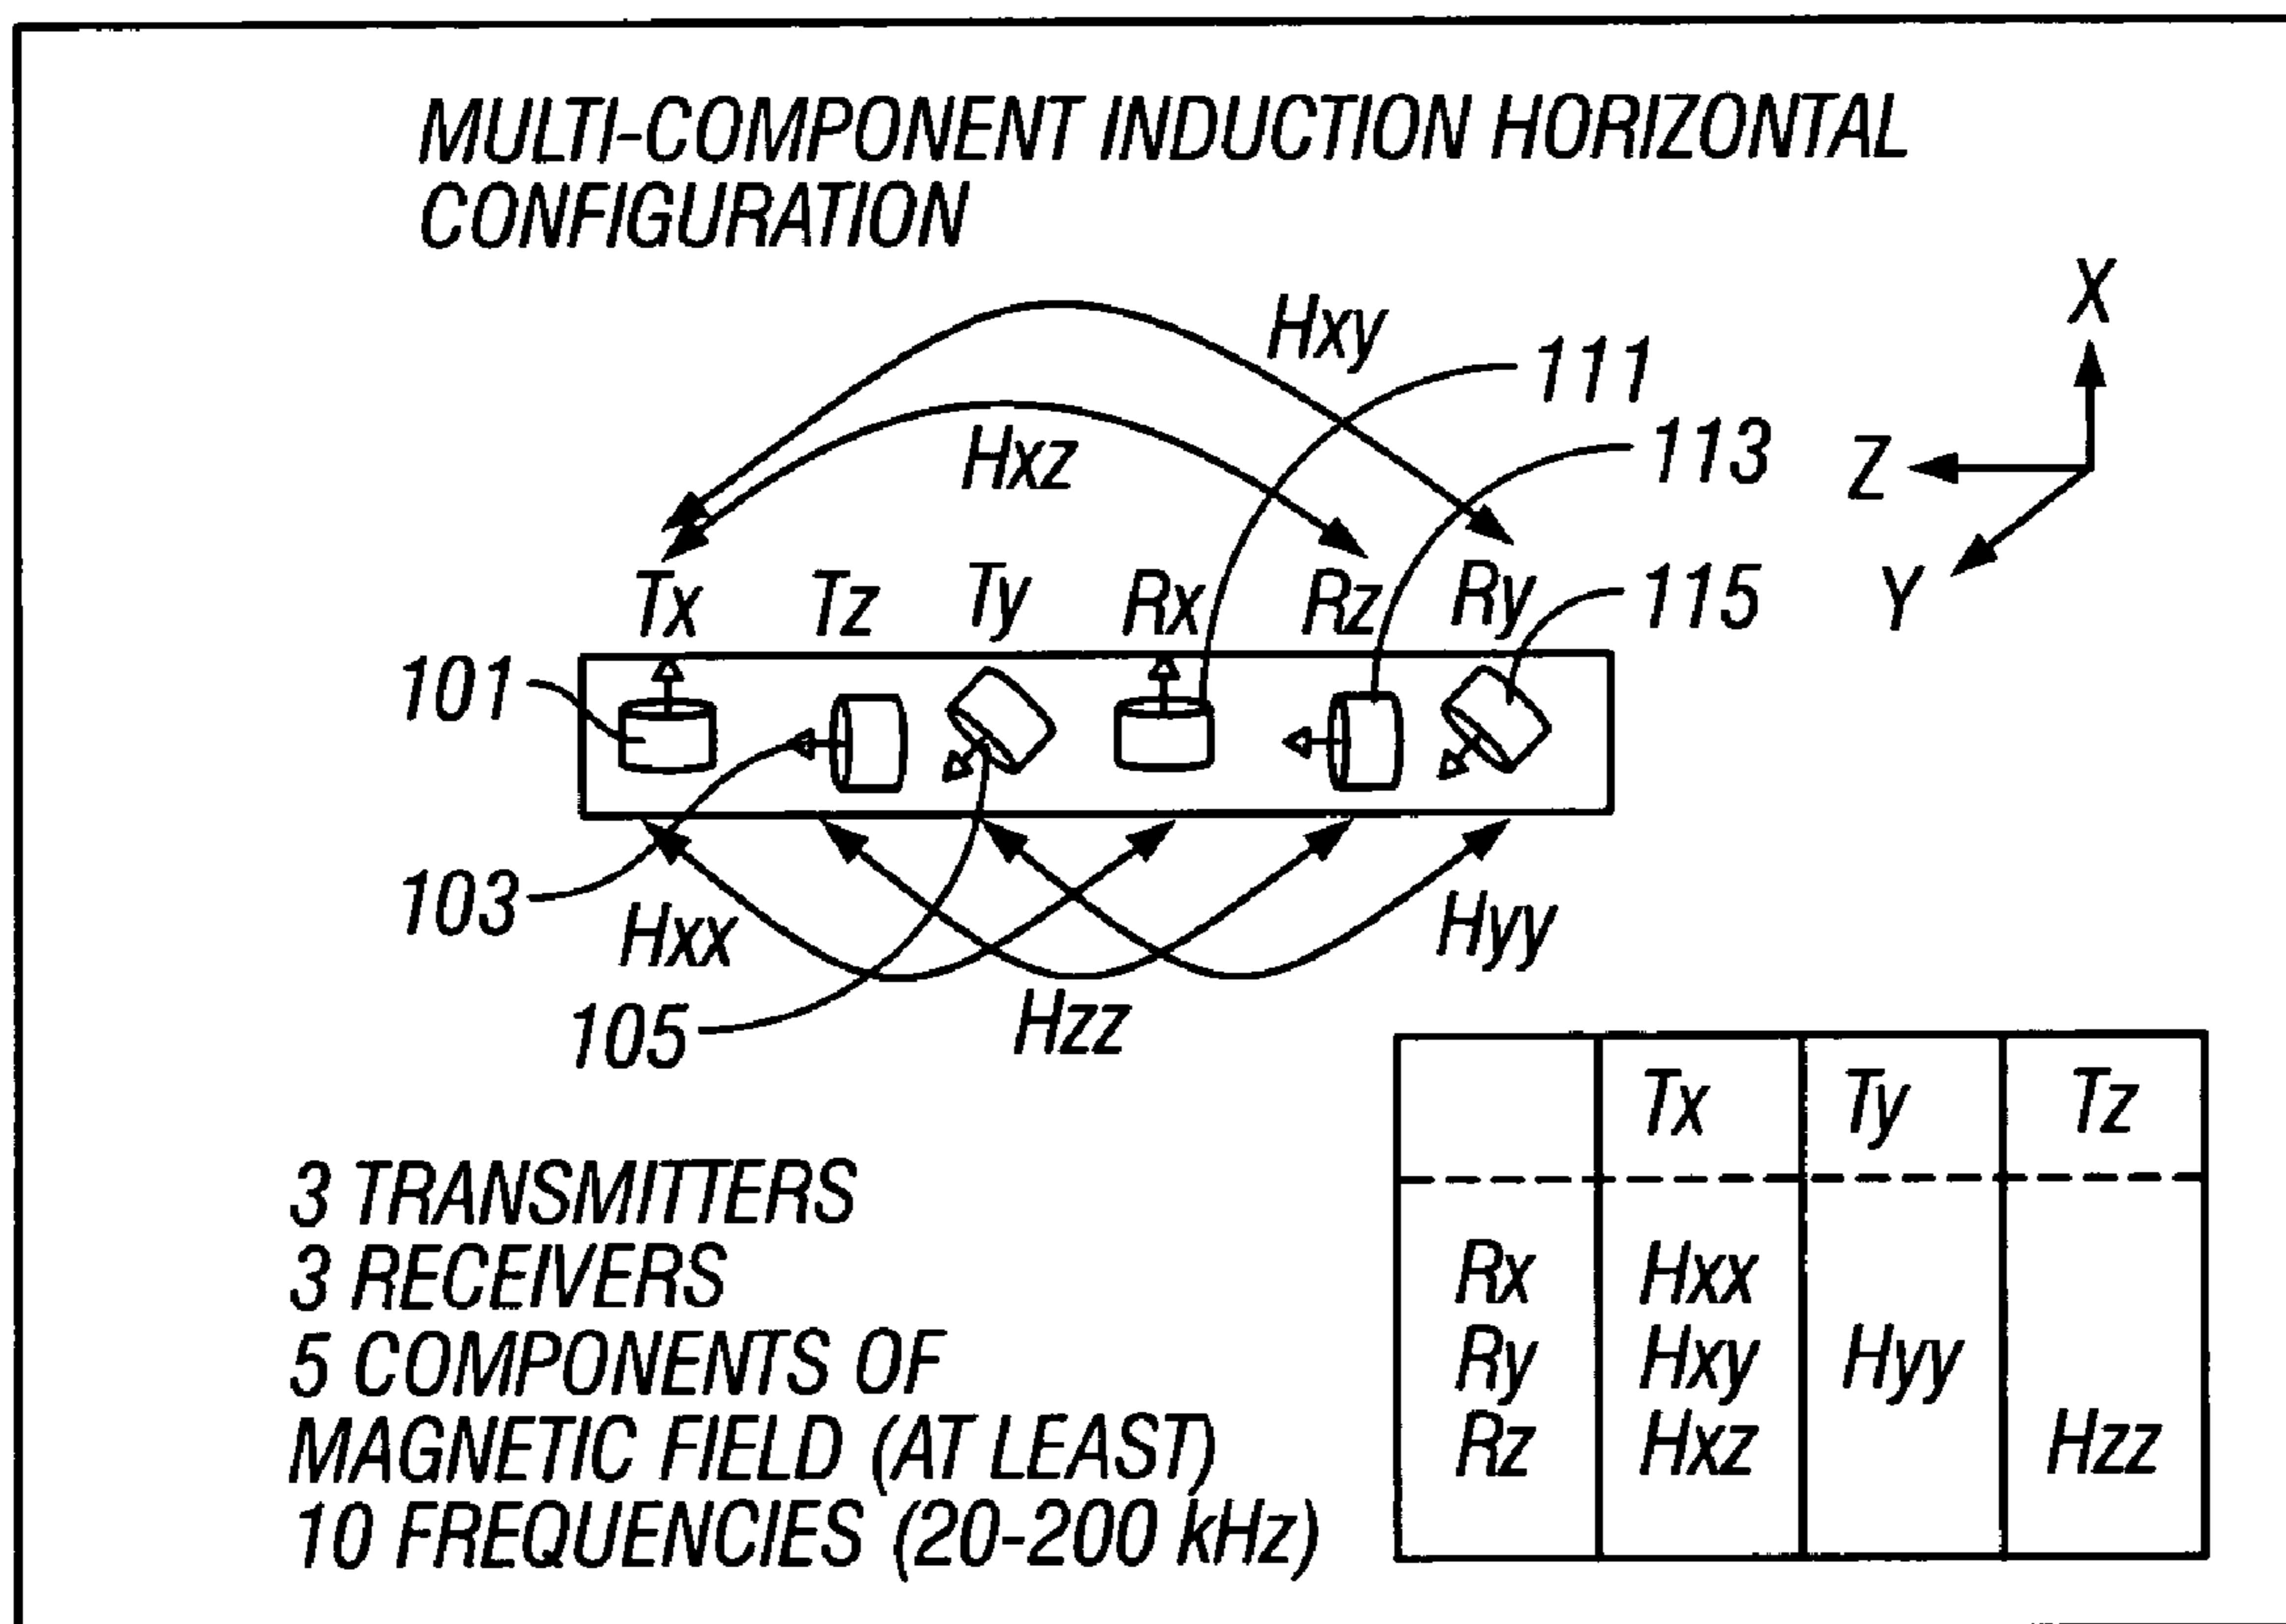 MULTI-COMPONENT INDUCTION HORIZONTAL
CONFIGURATION
X
Hxy
111
Hxz
113
Z
Y
Tx Tz Ty Rx Rz Ry
115
101
103
Hxx
Hyy
105
Hzz
Tx Ty Tz
Rx Hxx
Ry Hxy Hyy
Rz Hxz Hzz
3 TRANSMITTERS
3 RECEIVERS
5 COMPONENTS OF
MAGNETIC FIELD (AT LEAST)
10 FREQUENCIES (20-200 kHz)